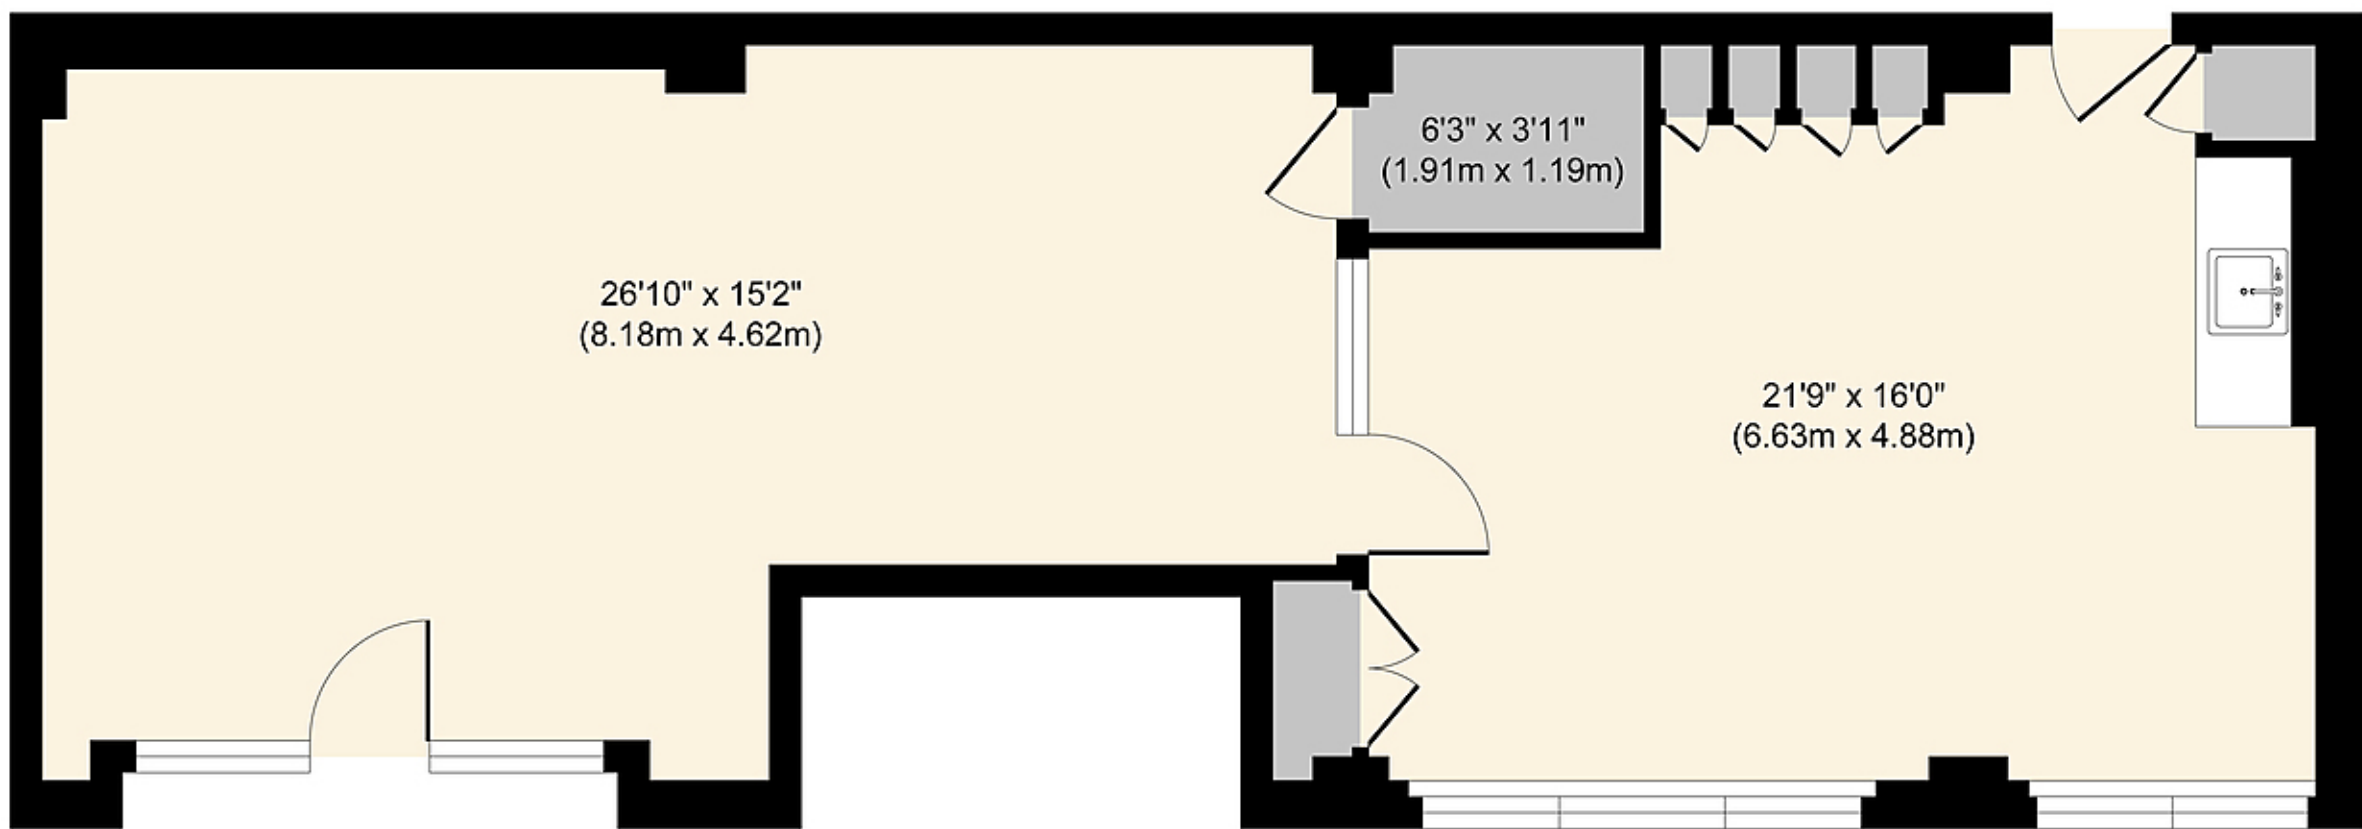 6'3" x 3'11"
(1.91m x 1.19m)
26'10" x 15'2"
(8.18m x 4.62m)
21'9" x 16'0"
(6.63m x 4.88m)